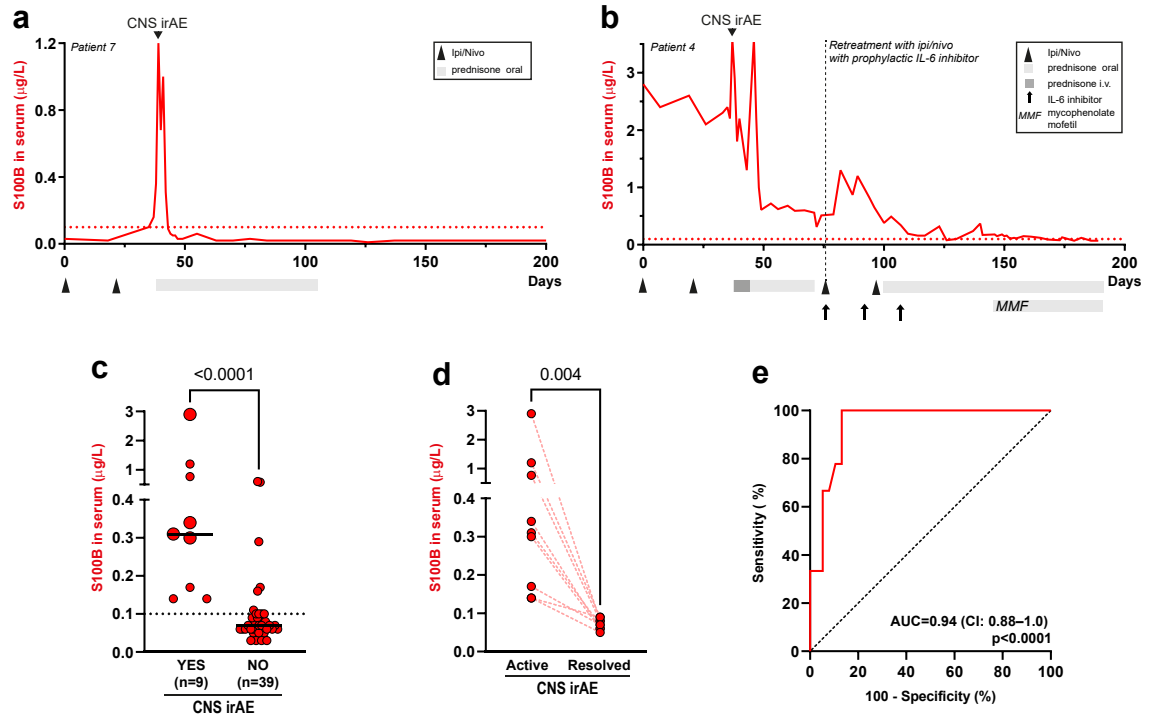 a
CNS irAE
Patient 7
Ipi/Nivo
prednisone oral
S100B in serum (µg/L)
1.2
0.8
0.4
0.0
0
50
100
150
200
Days
b
CNS irAE
Patient 4
Retreatment with ipi/nivo
with prophylactic IL-6 inhibitor
Ipi/Nivo
prednisone oral
prednisone i.v.
IL-6 inhibitor
MMF mycophenolate
mofetil
S100B in serum (µg/L)
3
2
1
0
0
50
100
150
200
Days
MMF
c
<0.0001
S100B in serum (µg/L)
3
2
1
0.4
0.3
0.2
0.1
0.0
YES
(n=9)
NO
(n=39)
CNS irAE
d
0.004
S100B in serum (µg/L)
3
2
1
0.4
0.3
0.2
0.1
0.0
Active
Resolved
CNS irAE
e
Sensitivity (%)
100
80
60
40
20
0
AUC=0.94 (CI: 0.88–1.0)
p<0.0001
0
20
40
60
80
100
100 - Specificity (%)